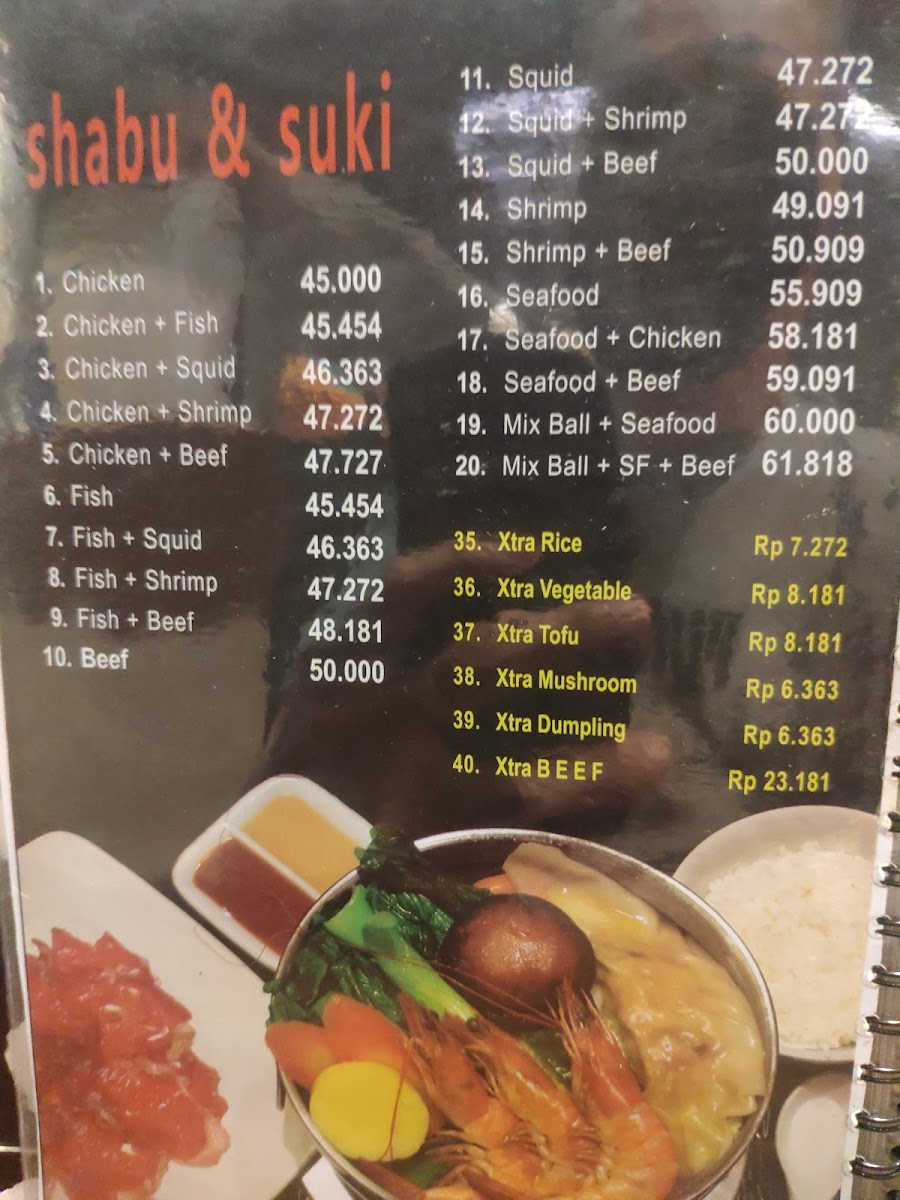 shabu & suki
1. Chicken 45.000
2. Chicken + Fish 45.454
3. Chicken + Squid 46.363
4. Chicken + Shrimp 47.272
5. Chicken + Beef 47.727
6. Fish 45.454
7. Fish + Squid 46.363
8. Fish + Shrimp 47.272
9. Fish + Beef 48.181
10. Beef 50.000
11. Squid 47.272
12. Squid + Shrimp 47.272
13. Squid + Beef 50.000
14. Shrimp 49.091
15. Shrimp + Beef 50.909
16. Seafood 55.909
17. Seafood + Chicken 58.181
18. Seafood + Beef 59.091
19. Mix Ball + Seafood 60.000
20. Mix Ball + SF + Beef 61.818
35. Xtra Rice Rp 7.272
36. Xtra Vegetable Rp 8.181
37. Xtra Tofu Rp 8.181
38. Xtra Mushroom Rp 6.363
39. Xtra Dumpling Rp 6.363
40. Xtra B E E F Rp 23.181